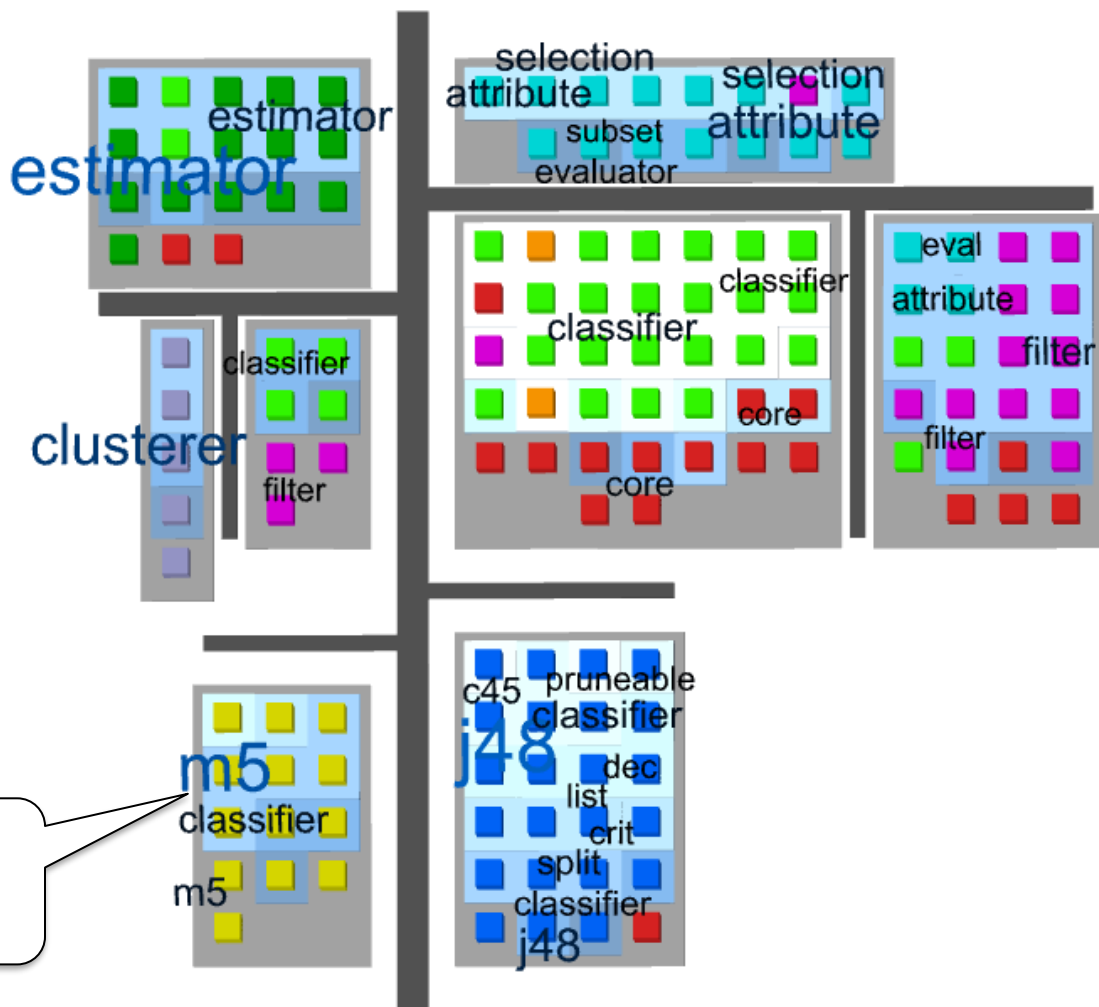 selection
selection
attribute
estimator
attribute
subset
estimator
evaluator
eval
classifier
attribute
classifier
filter
classifier
core
clusterer
filter
core
filter
c45
pruneable
classifier
j48
m5
dec
list
classifier
crit
split
m5
classifier
j48